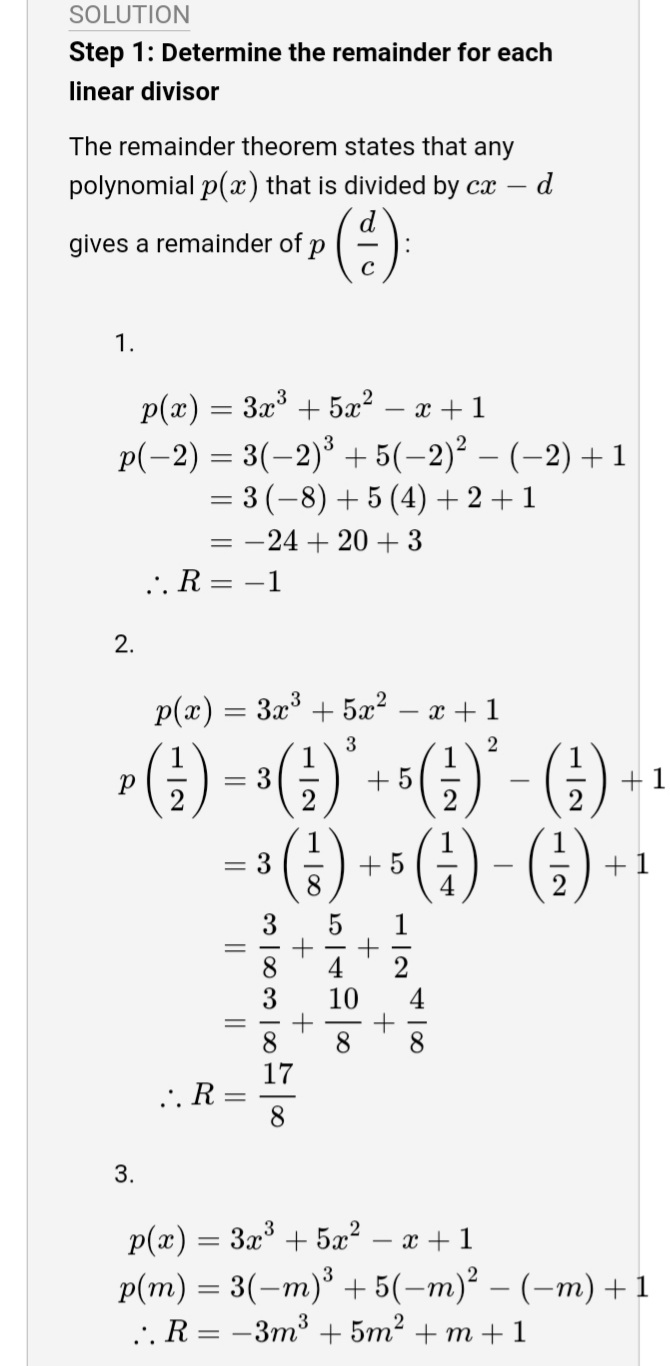 SOLUTION
Step 1: Determine the remainder for each
linear divisor
The remainder theorem states that any
polynomial p(x) that is divided by cx − d
gives a remainder of p(d/c):
1.
p(x) = 3x³ + 5x² − x + 1
p(−2) = 3(−2)³ + 5(−2)² − (−2) + 1
= 3 (−8) + 5 (4) + 2 + 1
= −24 + 20 + 3
∴ R = −1
2.
p(x) = 3x³ + 5x² − x + 1
p(1/2) = 3(1/2)³ + 5(1/2)² − (1/2) + 1
= 3(1/8) + 5(1/4) − (1/2) + 1
= 3/8 + 5/4 + 1/2
= 3/8 + 10/8 + 4/8
∴ R = 17/8
3.
p(x) = 3x³ + 5x² − x + 1
p(m) = 3(−m)³ + 5(−m)² − (−m) + 1
∴ R = −3m³ + 5m² + m + 1